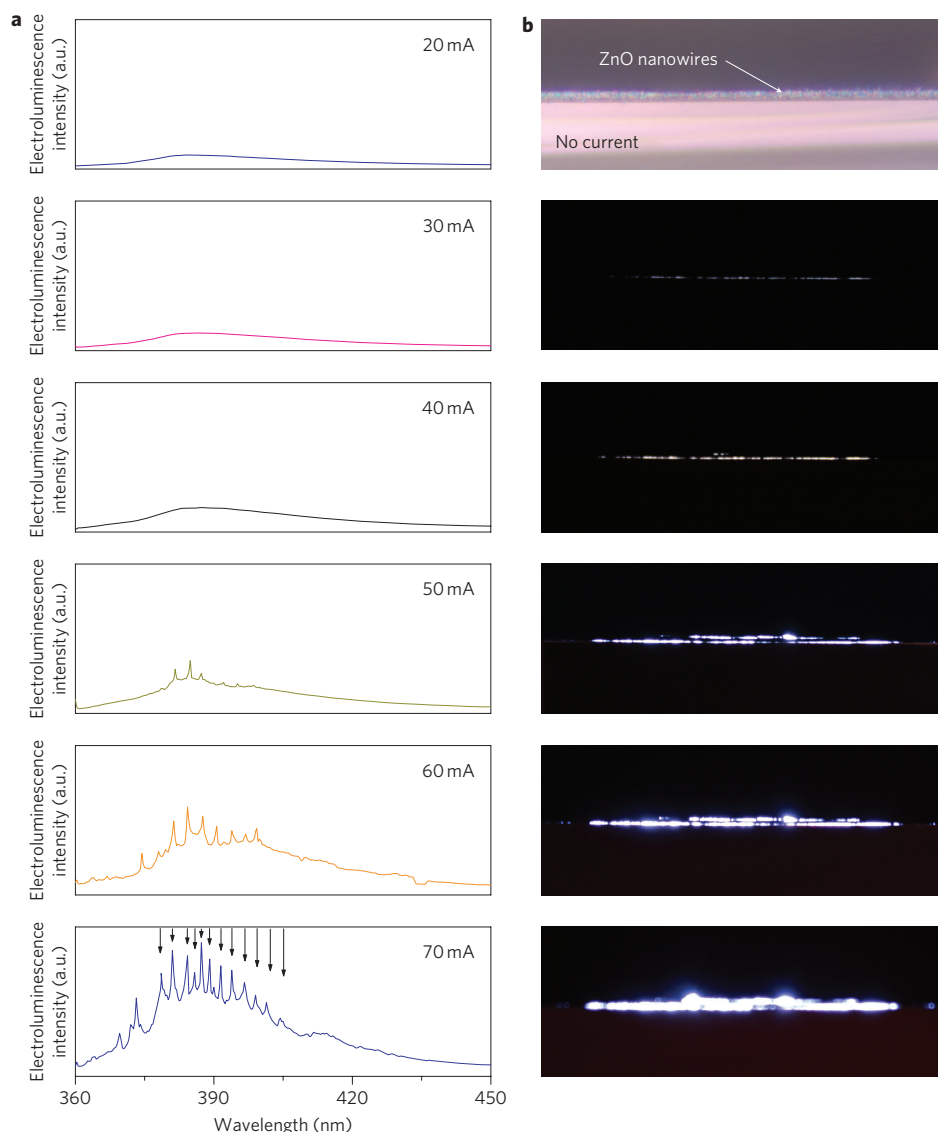 a
Electroluminescence
intensity (a.u.)
20 mA
Electroluminescence
intensity (a.u.)
30 mA
Electroluminescence
intensity (a.u.)
40 mA
Electroluminescence
intensity (a.u.)
50 mA
Electroluminescence
intensity (a.u.)
60 mA
Electroluminescence
intensity (a.u.)
70 mA
360
390
420
450
Wavelength (nm)
b
ZnO nanowires
No current